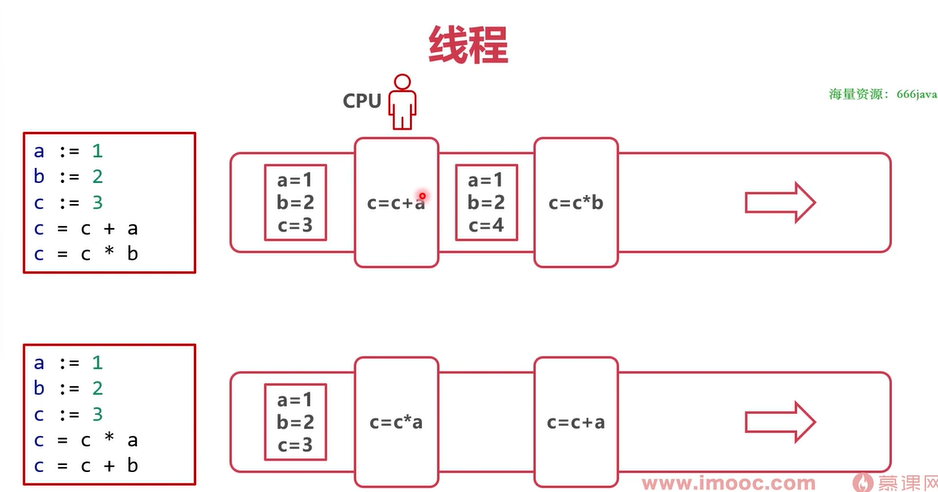 线程
CPU
海量资源：666java
a := 1
b := 2
c := 3
c = c + a
c = c * b
a=1
b=2
c=3
c=c+a
a=1
b=2
c=4
c=c*b
a := 1
b := 2
c := 3
c = c * a
c = c + b
a=1
b=2
c=3
c=c*a
c=c+a
www.imooc.com
慕课网